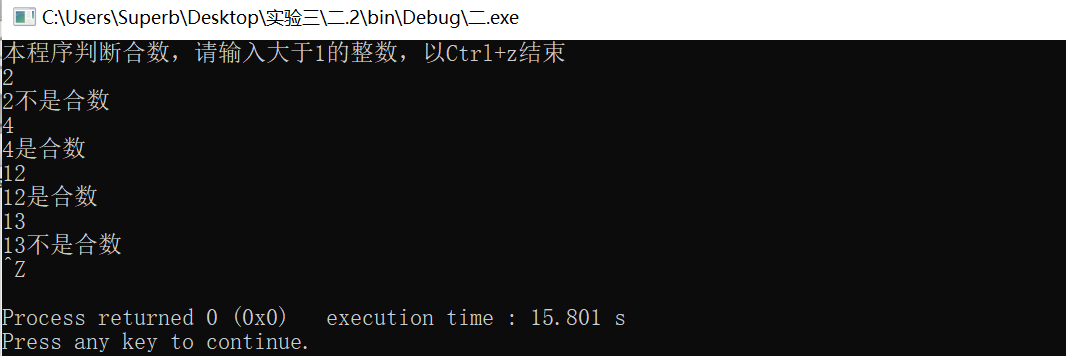 C:\Users\Superb\Desktop\实验三\二.2\bin\Debug\二.exe
本程序判断合数，请输入大于1的整数，以Ctrl+z结束
2
2不是合数
4
4是合数
12
12是合数
13
13不是合数
^Z
Process returned 0 (0x0)   execution time : 15.801 s
Press any key to continue.